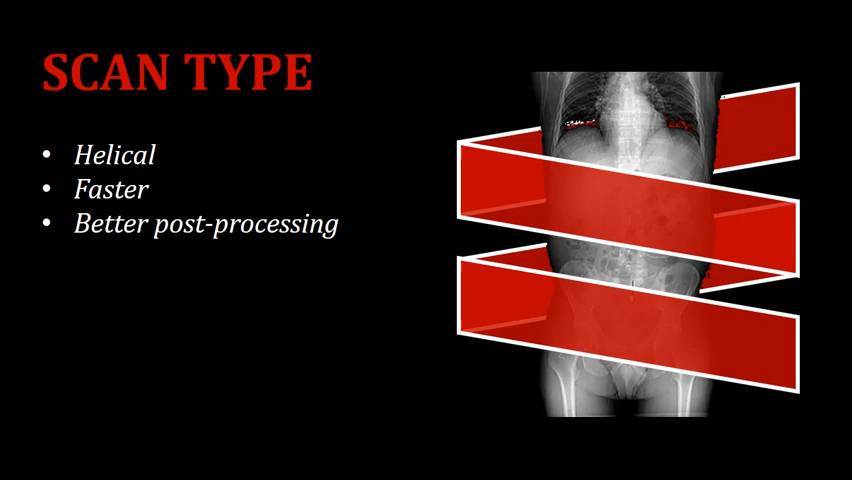 SCAN TYPE
• Helical
• Faster
• Better post-processing